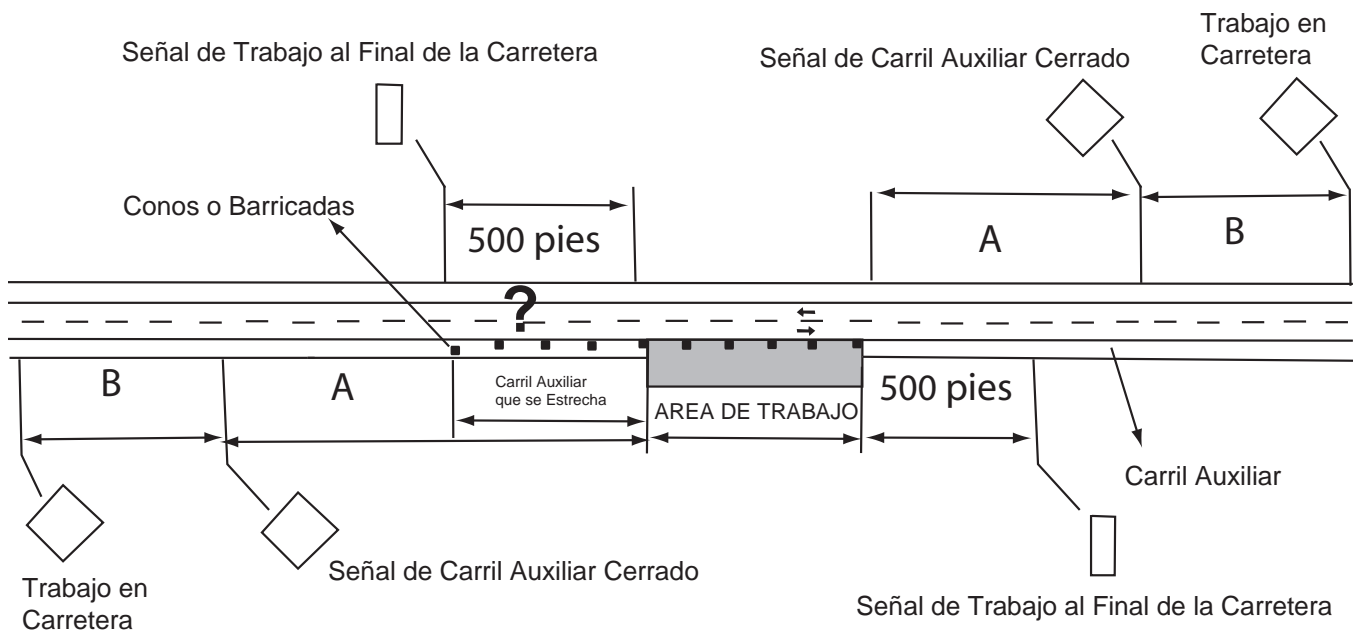 Trabajo en
Carretera
Señal de Trabajo al Final de la Carretera
Señal de Carril Auxiliar Cerrado
Conos o Barricadas
500 pies
A
B
?
B
A
Carril Auxiliar
que se Estrecha
AREA DE TRABAJO
500 pies
Carril Auxiliar
Trabajo en
Carretera
Señal de Carril Auxiliar Cerrado
Señal de Trabajo al Final de la Carretera